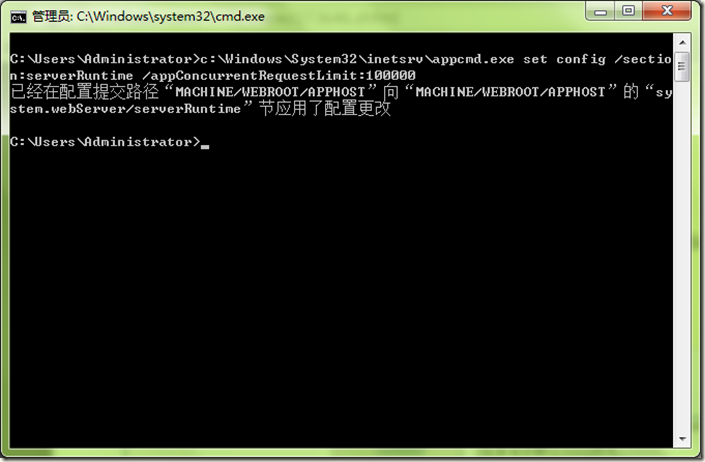 管理员: C:\Windows\system32\cmd.exe
C:\Users\Administrator>c:\Windows\System32\inetsrv\appcmd.exe set config /sectio
n:serverRuntime /appConcurrentRequestLimit:100000
已经在配置提交路径“MACHINE/WEBROOT/APPHOST”向“MACHINE/WEBROOT/APPHOST”的“sy
stem.webServer/serverRuntime”节应用了配置更改
C:\Users\Administrator>